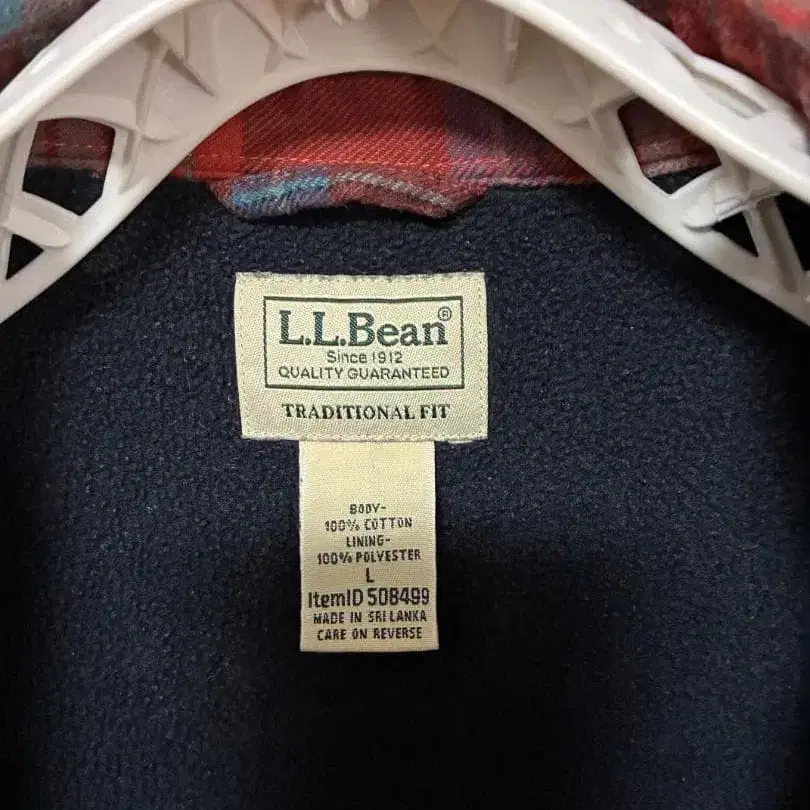 L.L.Bean®
Since 1912
QUALITY GUARANTEED
TRADITIONAL FIT
BODY-
100% COTTON
LINING-
100% POLYESTER
L
ItemID 508499
MADE IN SRI LANKA
CARE ON REVERSE